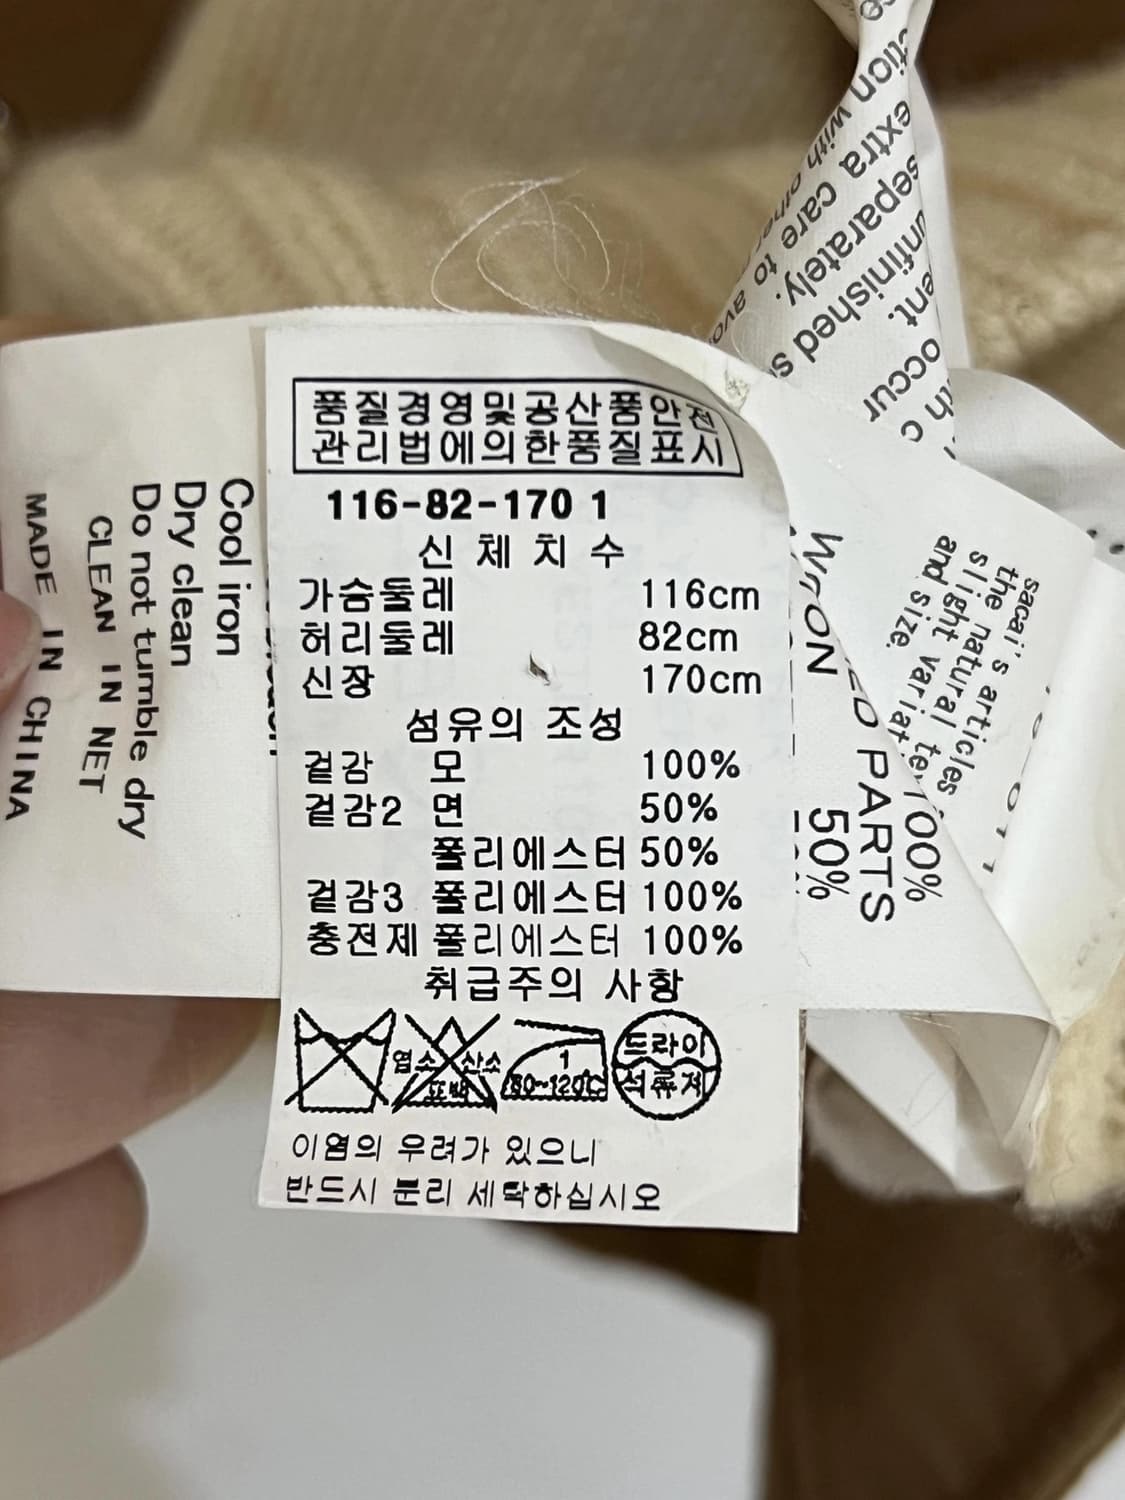 품질경영및공산품안전
관리법에의한품질표시
116-82-170 1
신 체 치 수
가슴둘레 116cm
허리둘레 82cm
신장 170cm
섬유의 조성
겉감 모 100%
겉감2 면 50%
폴리에스터 50%
겉감3 폴리에스터 100%
충전제 폴리에스터 100%
취급주의 사항
염소 산소
표백
1
80~120℃
드라이
석유계
이염의 우려가 있으니
반드시 분리 세탁하십시오
Cool iron
Dry clean
Do not tumble dry
CLEAN IN NET
MADE IN CHINA
extra care to
separately.
unfinished
occur
sacai's articles
the natural
slight
and size.
100%
PARTS
50%